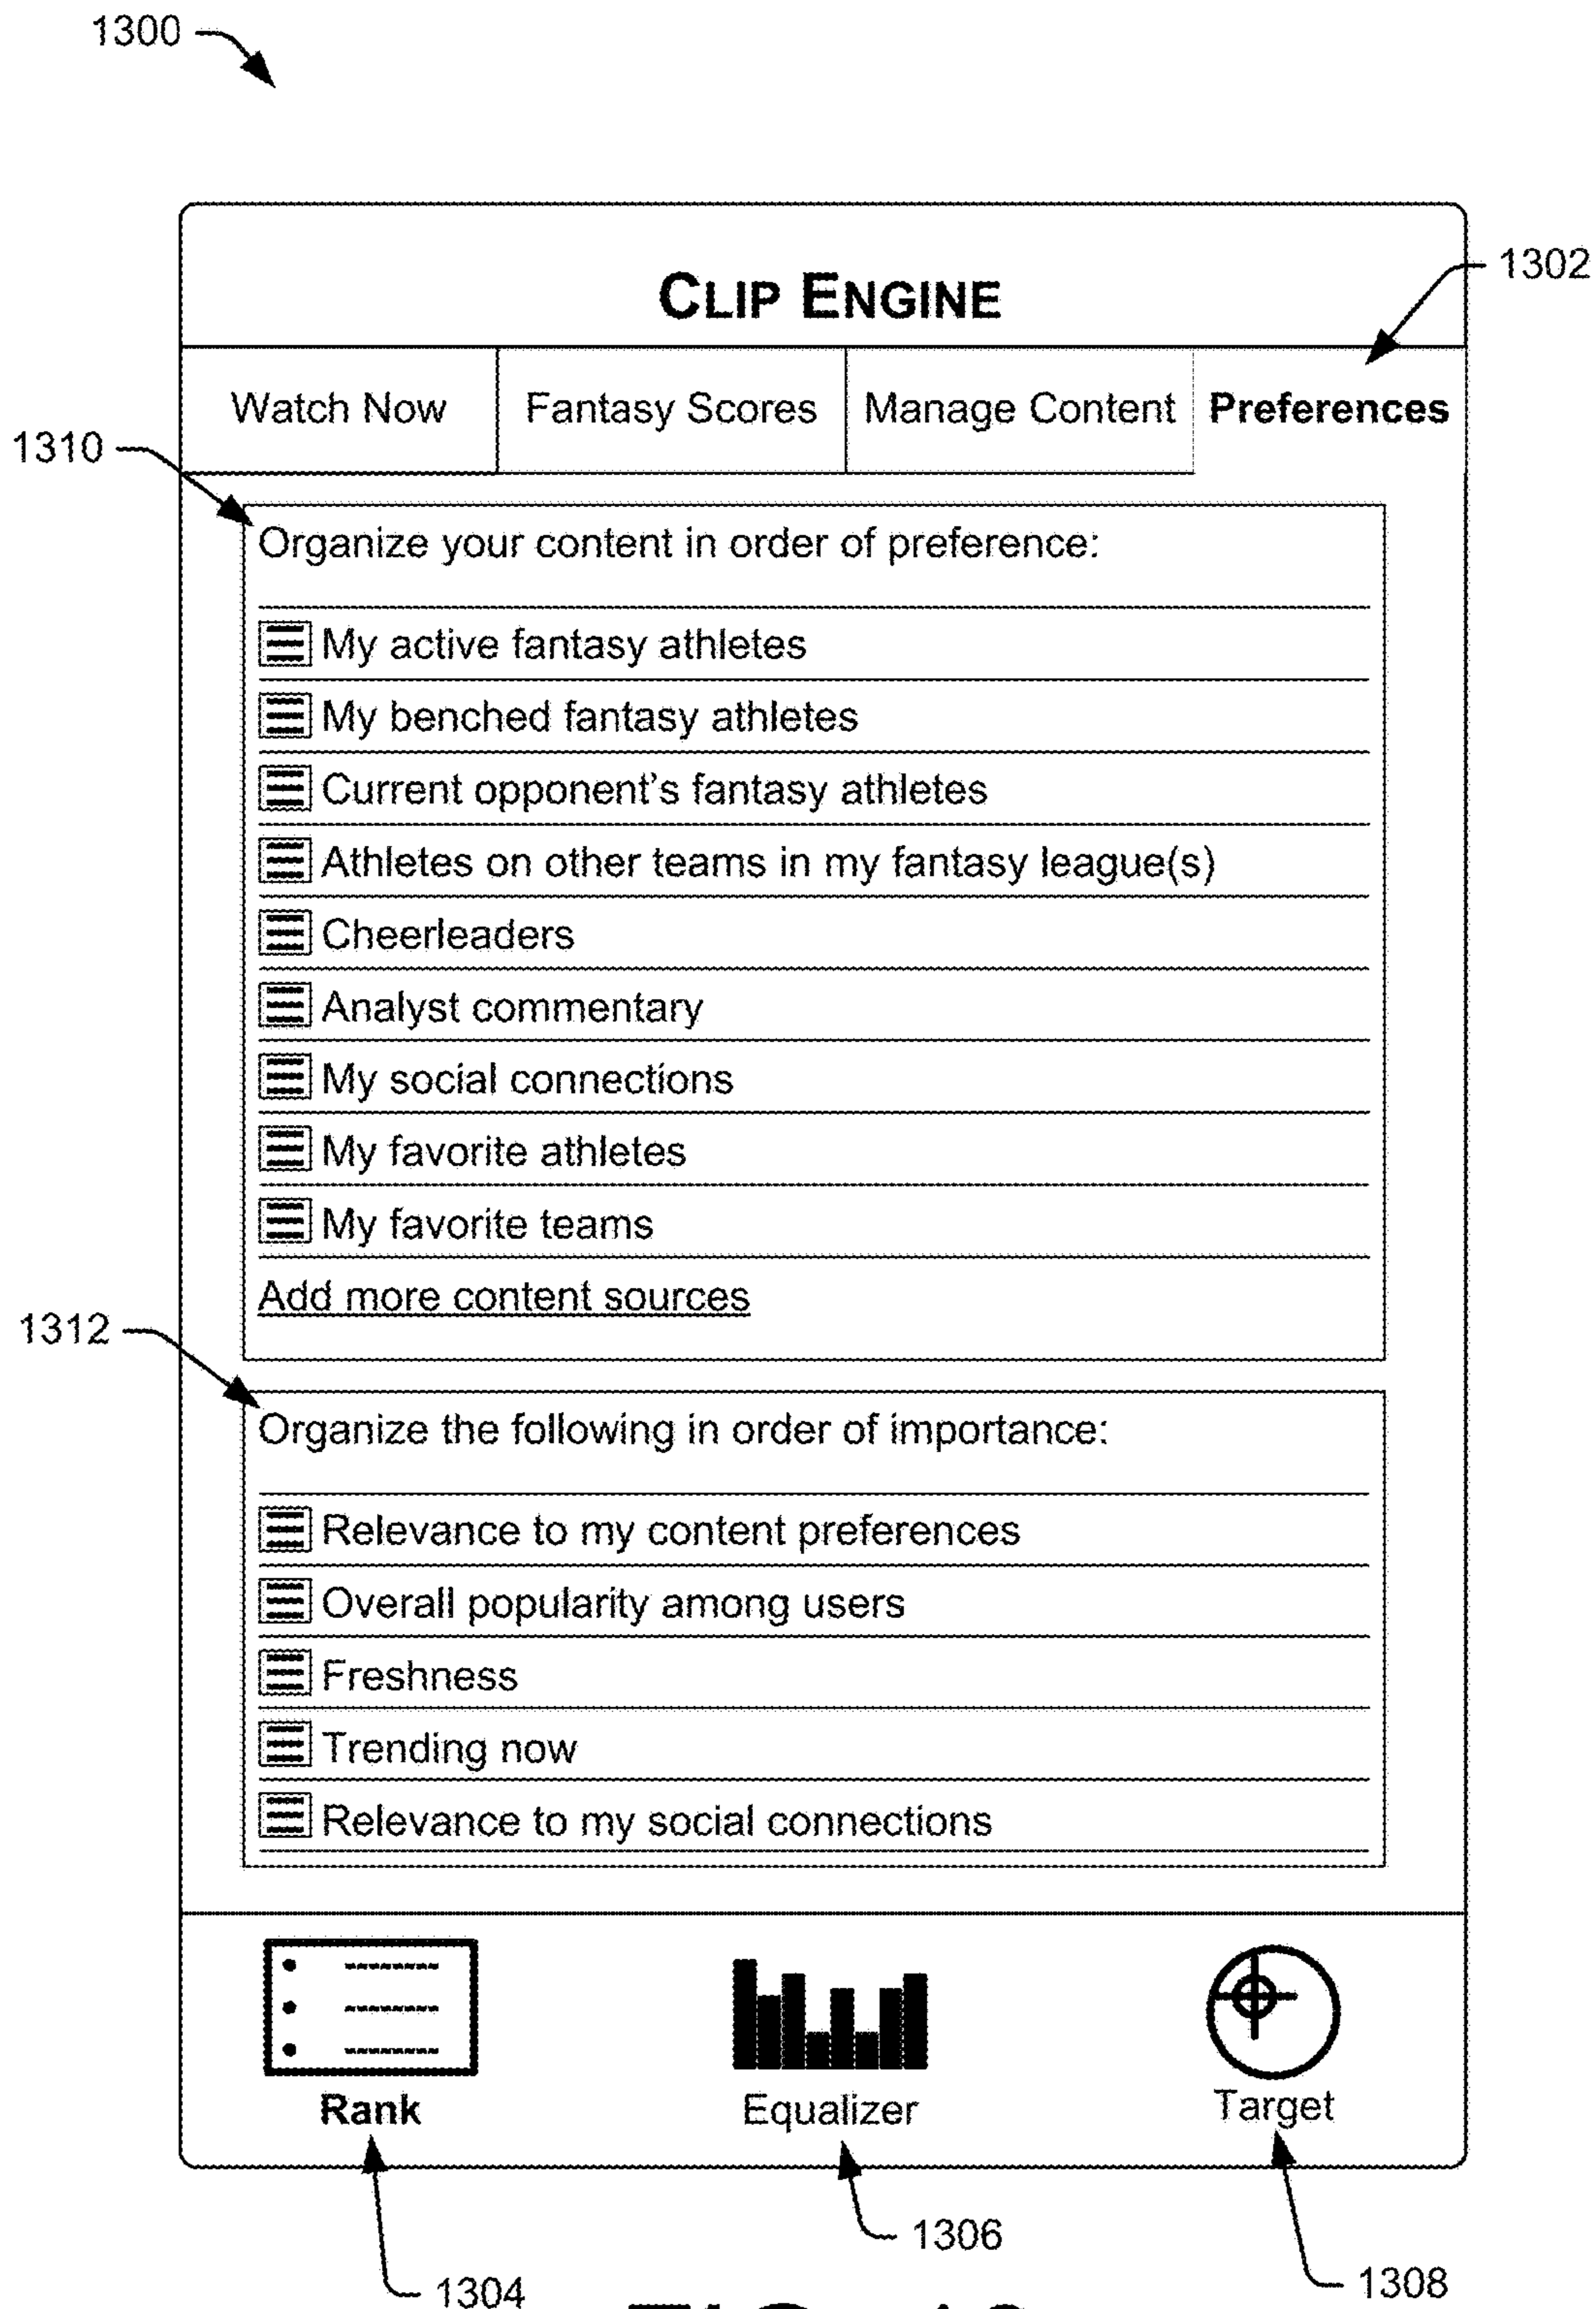 1300
CLIP ENGINE
1302
Watch Now Fantasy Scores Manage Content Preferences
1310
Organize your content in order of preference:
My active fantasy athletes
My benched fantasy athletes
Current opponent's fantasy athletes
Athletes on other teams in my fantasy league(s)
Cheerleaders
Analyst commentary
My social connections
My favorite athletes
My favorite teams
Add more content sources
1312
Organize the following in order of importance:
Relevance to my content preferences
Overall popularity among users
Freshness
Trending now
Relevance to my social connections
Rank Equalizer Target
1306
1304 1308